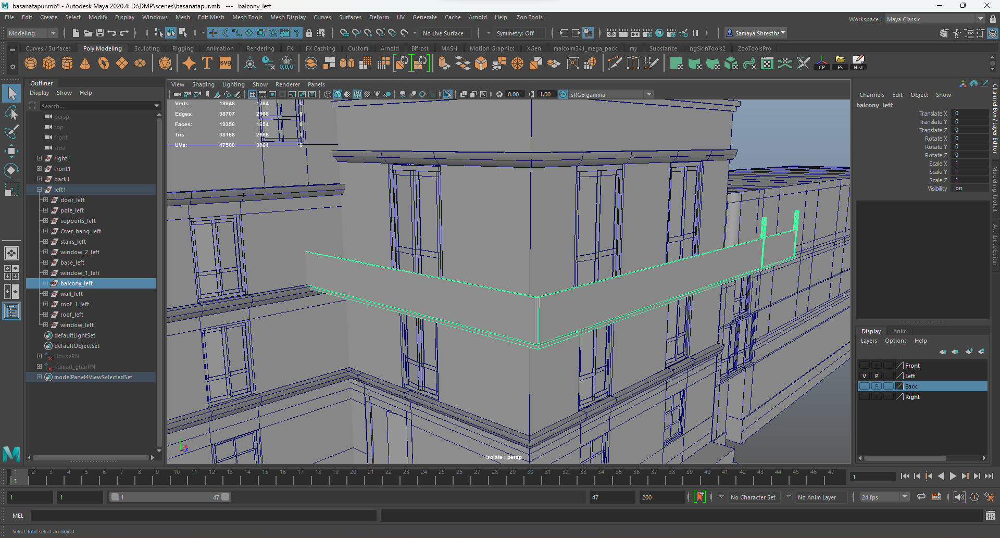 basanatapur.mb* - Autodesk Maya 2020.4: D:\DMP\scenes\basanatapur.mb --- balcony_left
File Edit Create Select Modify Display Windows Mesh Edit Mesh Mesh Tools Mesh Display Curves Surfaces Deform UV Generate Cache Arnold Help Zoo Tools
Workspace : Maya Classic
Modeling No Live Surface Symmetry: Off Samaya Shrestha
Curves / Surfaces Poly Modeling Sculpting Rigging Animation Rendering FX FX Caching Custom Arnold Bifrost MASH Motion Graphics XGen malcolm341_mega_pack my Substance ngSkinTools2 ZooToolsPro
T svg 0,0,0 IPR CP ES Hist
Outliner
Display Show Help
Search...
persp
top
front
side
right1
front1
back1
left1
door_left
pole_left
supports_left
Over_hang_left
stairs_left
window_2_left
base_left
window_1_left
balcony_left
wall_left
roof_1_left
roof_left
window_left
defaultLightSet
defaultObjectSet
HouseRN
Kumari_gharRN
modelPanel4ViewSelectedSet
View Shading Lighting Show Renderer Panels
0.00 1.00 ON sRGB gamma
Verts: 19946 1384 0
Edges: 38707 2988 0
Faces: 19356 1654 0
Tris: 38168 2668 0
UVs: 47500 3064 0
Isolate : persp
Channels Edit Object Show
balcony_left
Translate X 0
Translate Y 0
Translate Z 0
Rotate X 0
Rotate Y 0
Rotate Z 0
Scale X 1
Scale Y 1
Scale Z 1
Visibility on
Channel Box / Layer Editor
Modeling Toolkit
Attribute Editor
Display Anim
Layers Options Help
P Front
V P Left
P Back
P Right
1 2 3 4 5 6 7 8 9 10 11 12 13 14 15 16 17 18 19 20 21 22 23 24 25 26 27 28 29 30 31 32 33 34 35 36 37 38 39 40 41 42 43 44 45 46 47
1
1
1 1 1 47 47 200 No Character Set No Anim Layer 24 fps
MEL
Select Tool: select an object